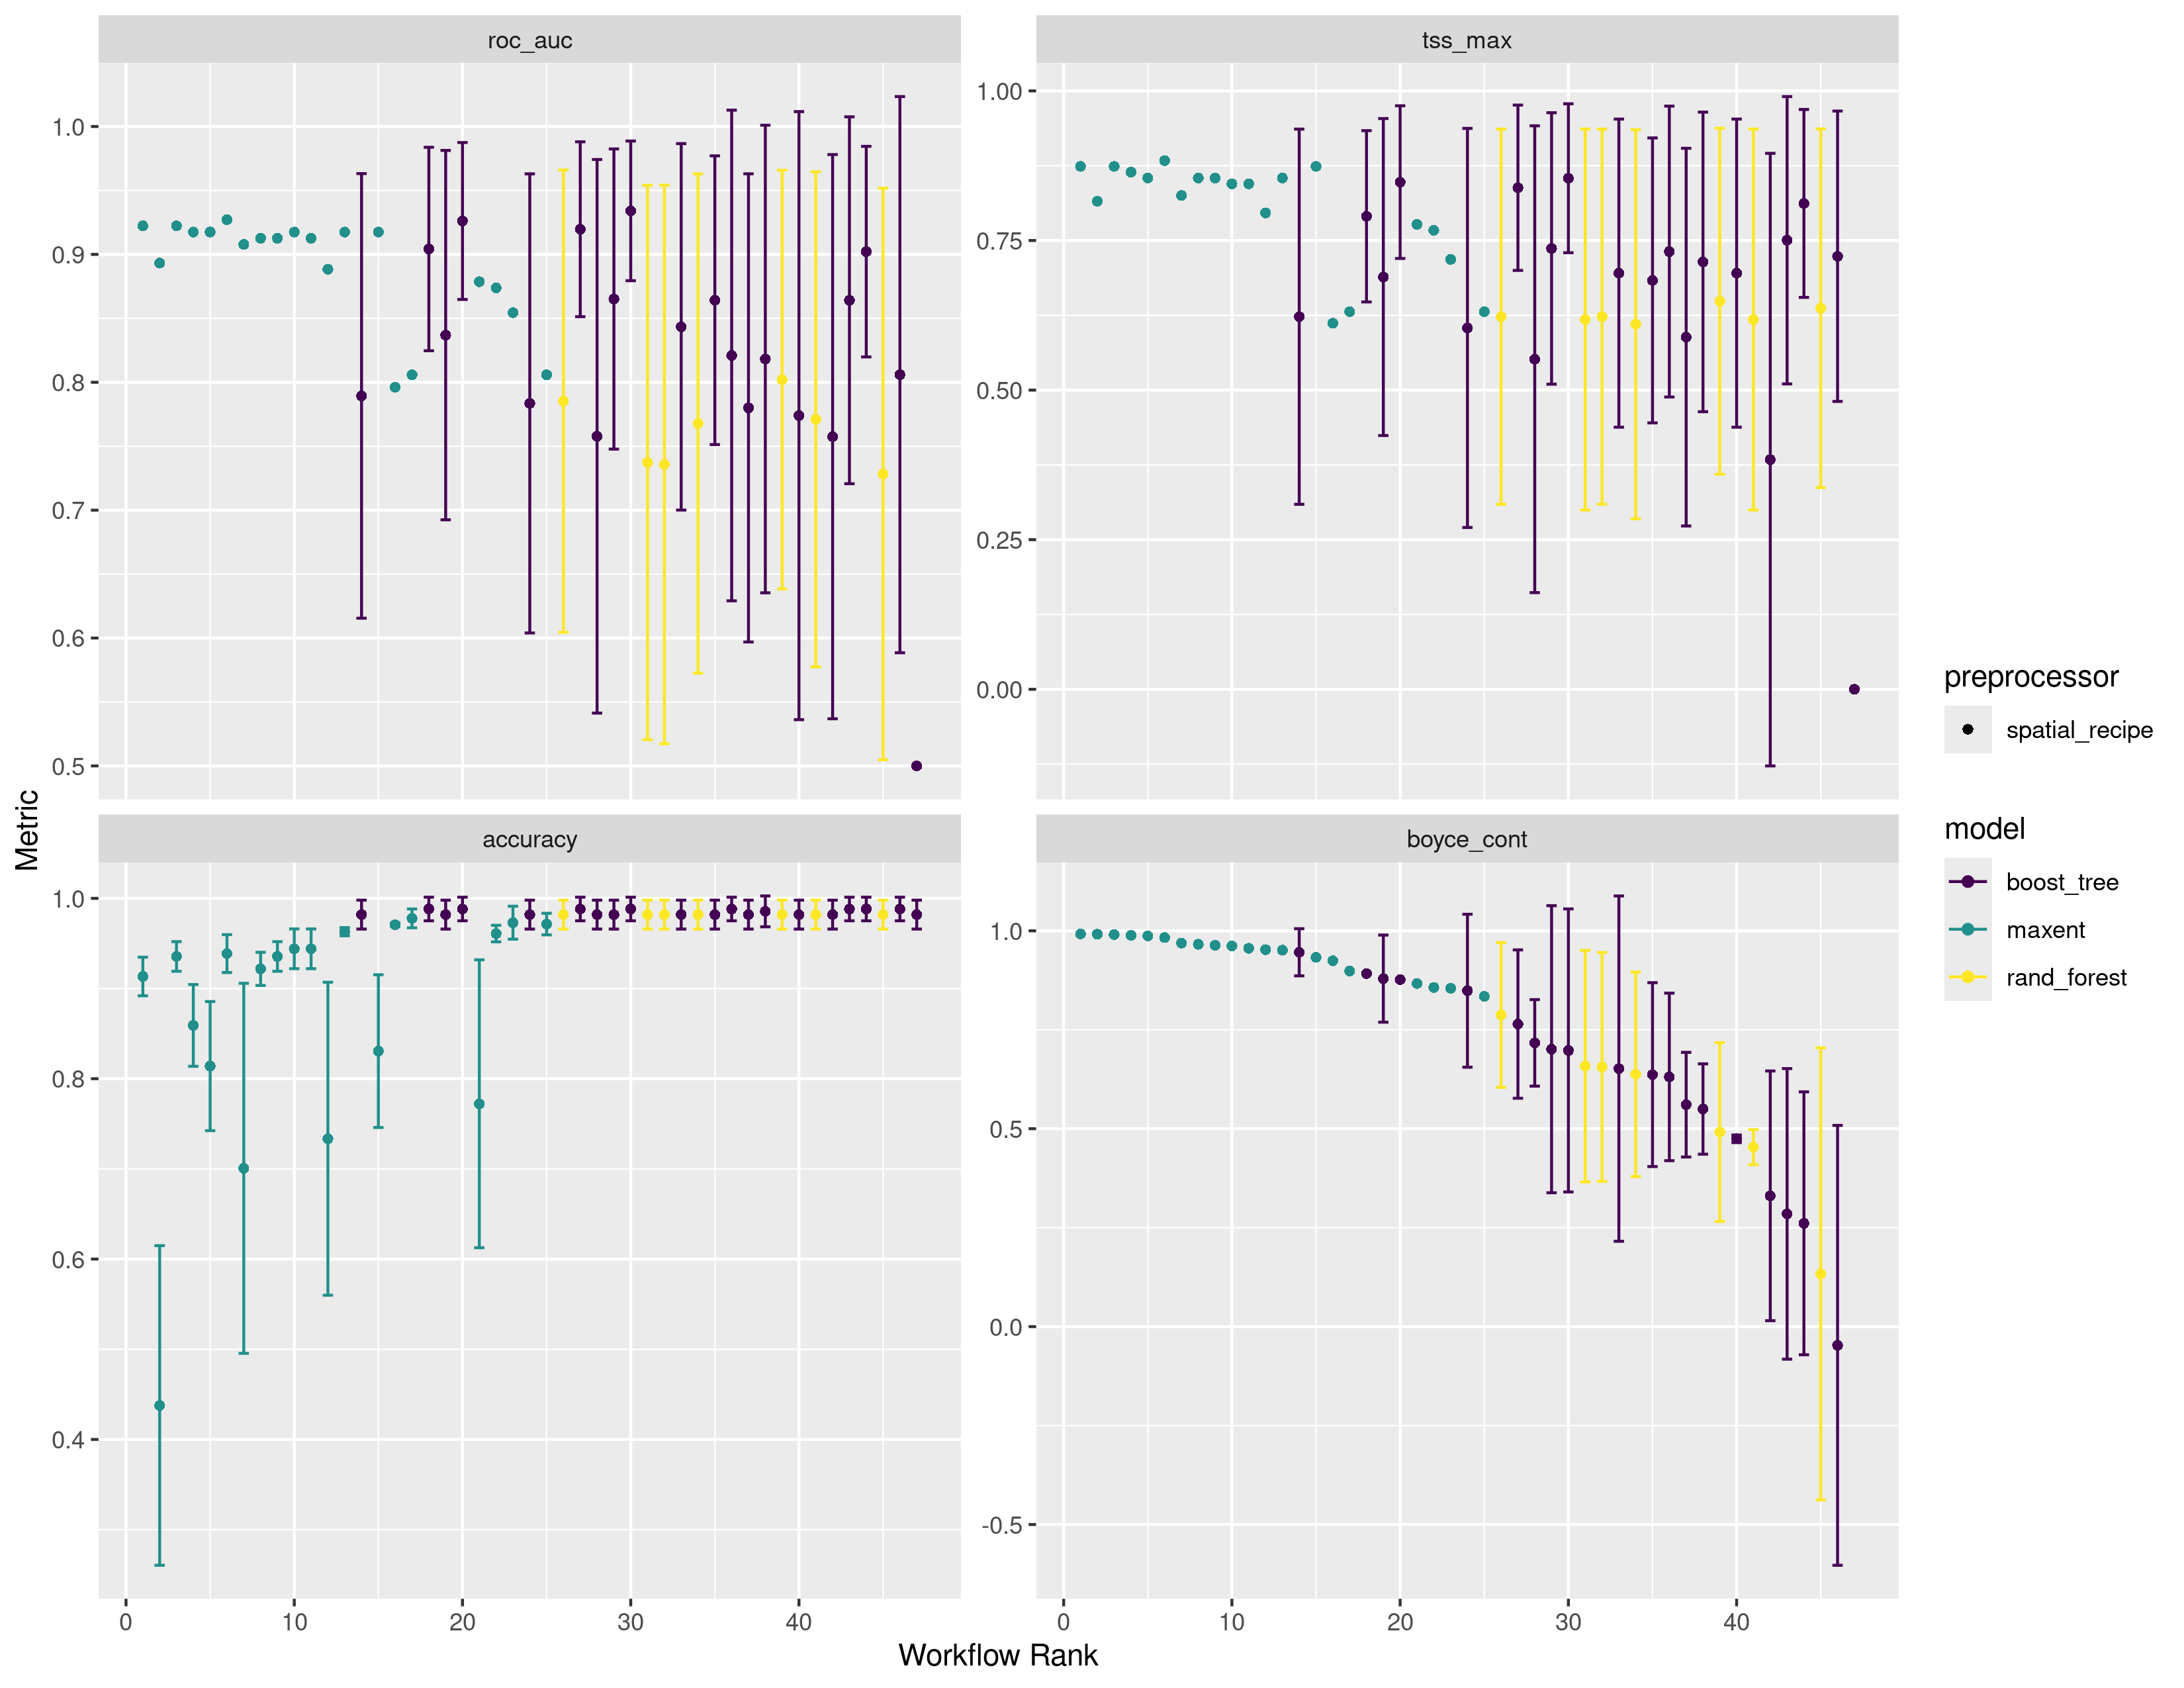 roc_auc
tss_max
1.0
0.9
0.8
0.7
0.6
0.5
1.00
0.75
0.50
0.25
0.00
accuracy
boyce_cont
1.0
0.8
0.6
0.4
1.0
0.5
0.0
-0.5
0 10 20 30 40
0 10 20 30 40
Workflow Rank
Metric
preprocessor
spatial_recipe
model
boost_tree
maxent
rand_forest